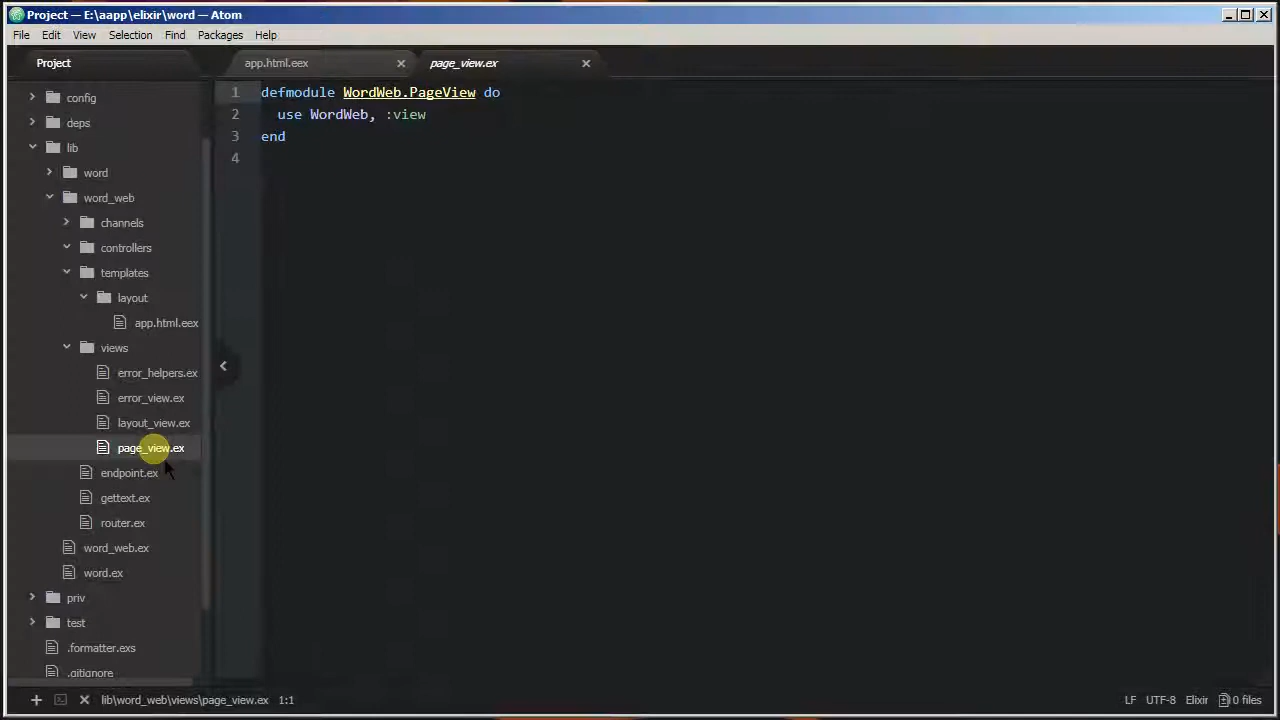 Project — E:\aapp\elixir\word — Atom
File Edit View Selection Find Packages Help
Project
app.html.eex
page_view.ex
config
deps
lib
word
word_web
channels
controllers
templates
layout
app.html.eex
views
error_helpers.ex
error_view.ex
layout_view.ex
page_view.ex
endpoint.ex
gettext.ex
router.ex
word_web.ex
word.ex
priv
test
.formatter.exs
.gitignore
1 defmodule WordWeb.PageView do
2 use WordWeb, :view
3 end
4
lib\word_web\views\page_view.ex 1:1
LF UTF-8 Elixir 0 files